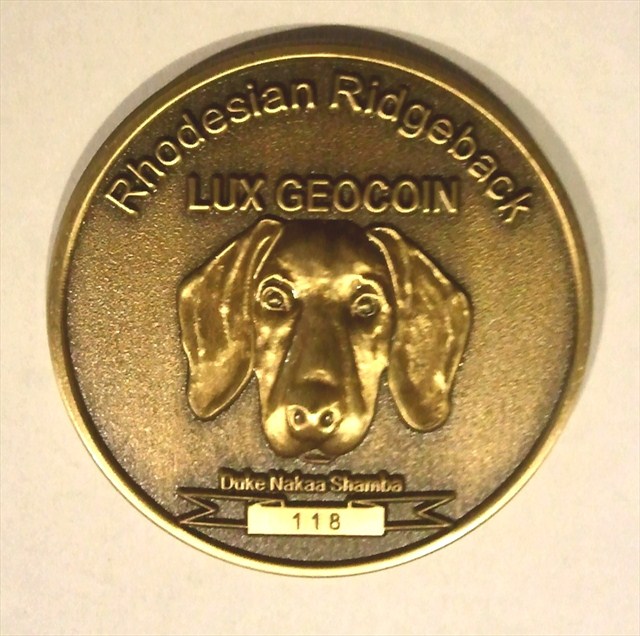 Rhodesian Ridgeback
LUX GEOCOIN
Duke Nakaa Shamba
118